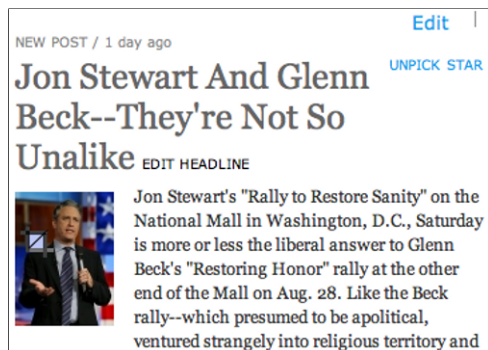 Edit |
NEW POST / 1 day ago
UNPICK STAR
Jon Stewart And Glenn
Beck--They're Not So
Unalike EDIT HEADLINE
Jon Stewart's "Rally to Restore Sanity" on the
National Mall in Washington, D.C., Saturday
is more or less the liberal answer to Glenn
Beck's "Restoring Honor" rally at the other
end of the Mall on Aug. 28. Like the Beck
rally--which presumed to be apolitical,
ventured strangely into religious territory and